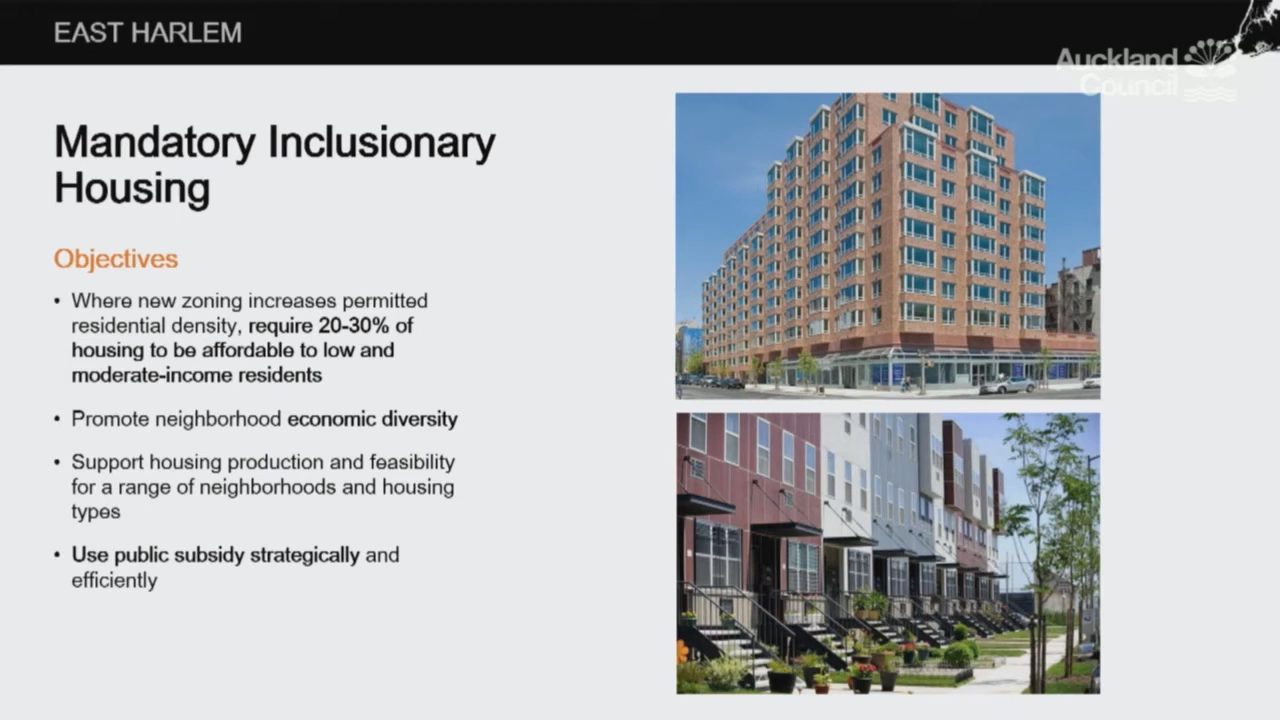 EAST HARLEM
Auckland
Council
Mandatory Inclusionary
Housing
Objectives
• Where new zoning increases permitted
residential density, require 20-30% of
housing to be affordable to low and
moderate-income residents
• Promote neighborhood economic diversity
• Support housing production and feasibility
for a range of neighborhoods and housing
types
• Use public subsidy strategically and
efficiently